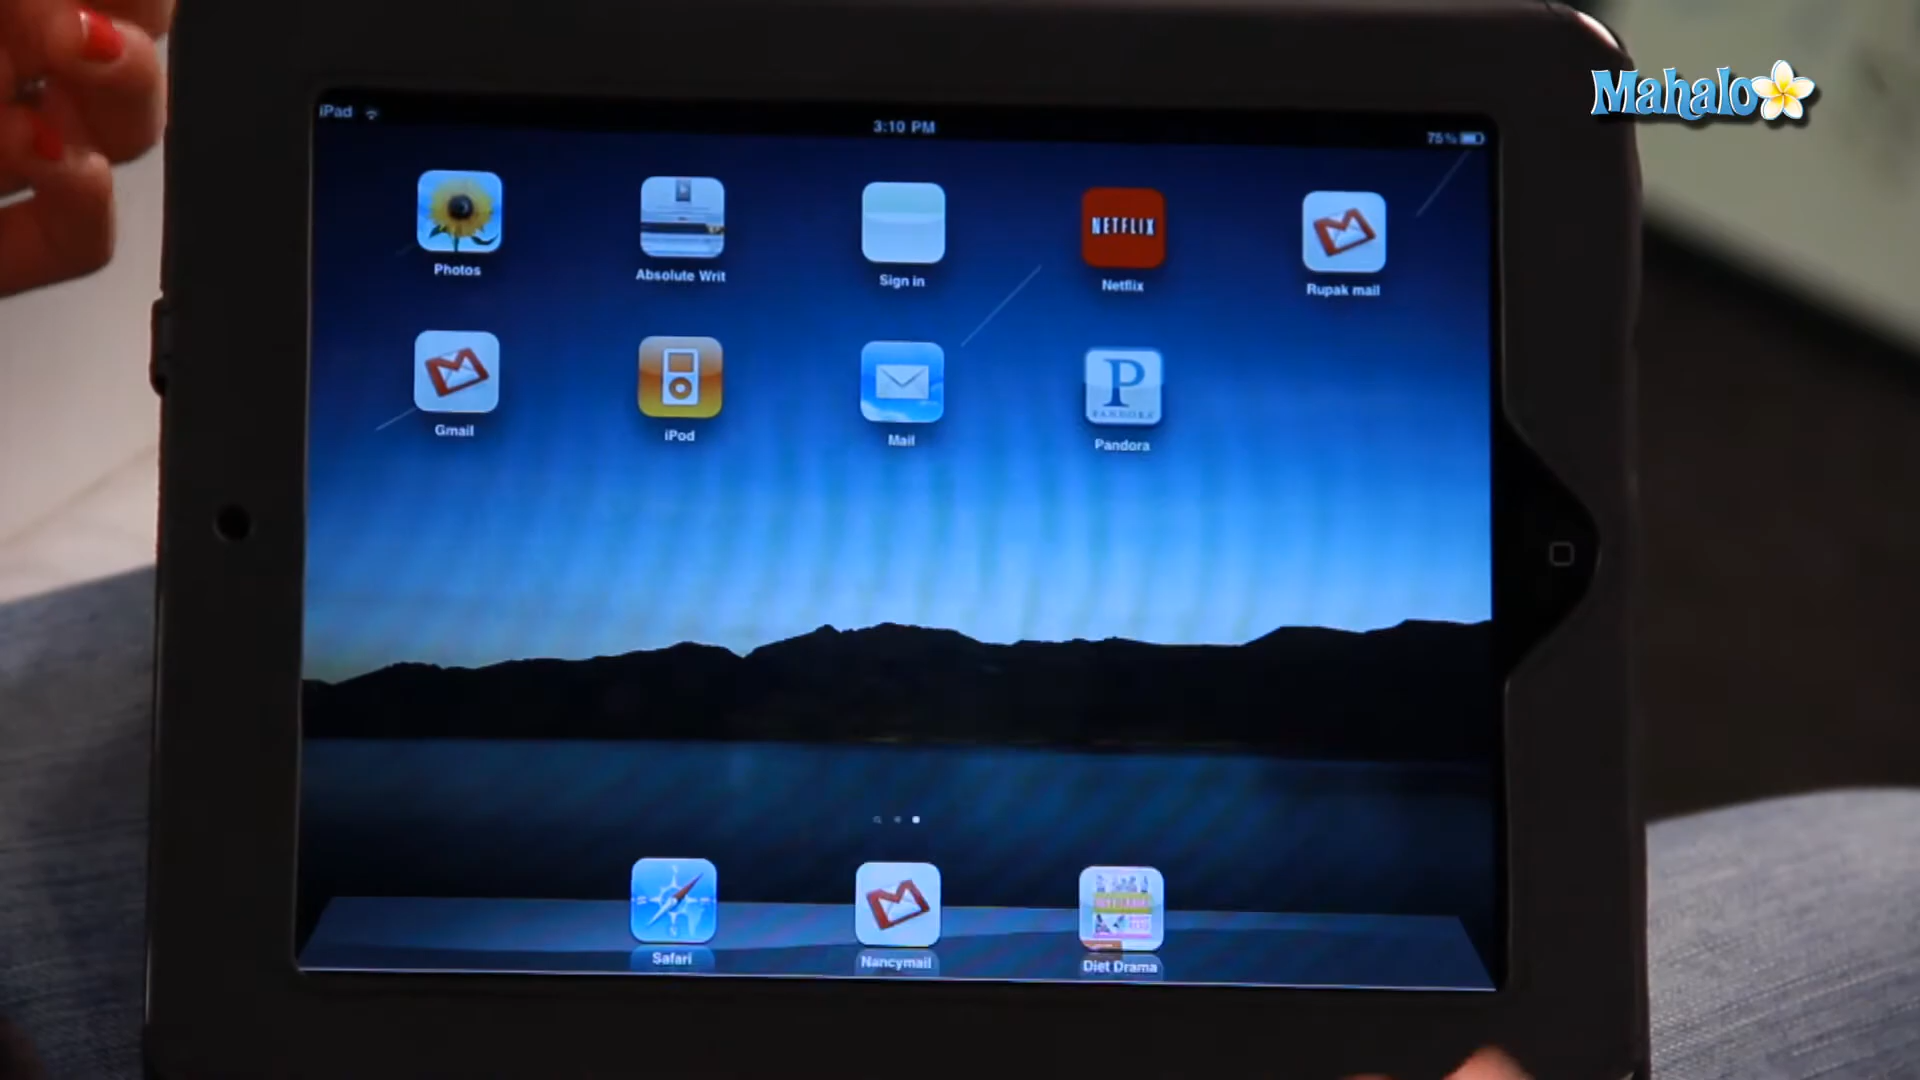 Mahalo
iPad
3:10 PM
75%
NETFLIX
Photos
Absolute Writ
Sign in
Netflix
Rupak mail
P
PANDORA
Gmail
iPod
Mail
Pandora
Safari
Nancymail
Diet Drama